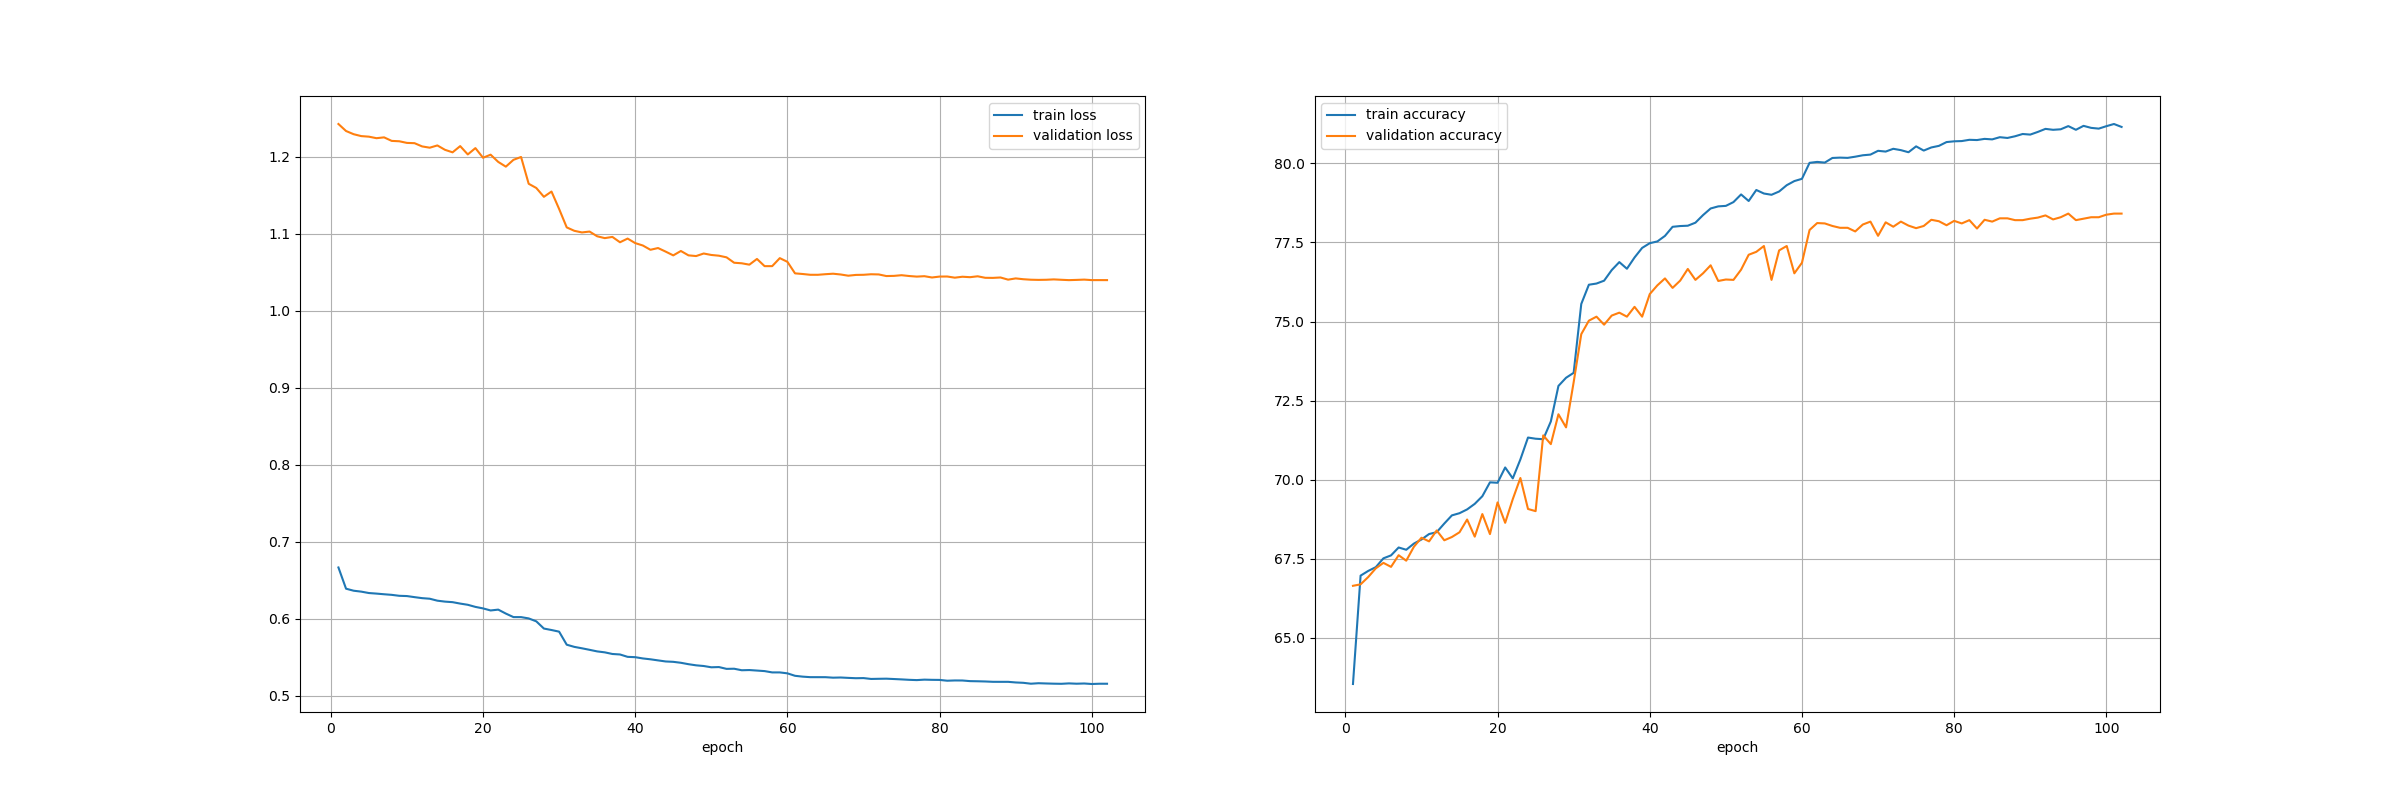 train loss
validation loss
1.2
1.1
1.0
0.9
0.8
0.7
0.6
0.5
0 20 40 60 80 100
epoch
train accuracy
validation accuracy
80.0
77.5
75.0
72.5
70.0
67.5
65.0
0 20 40 60 80 100
epoch